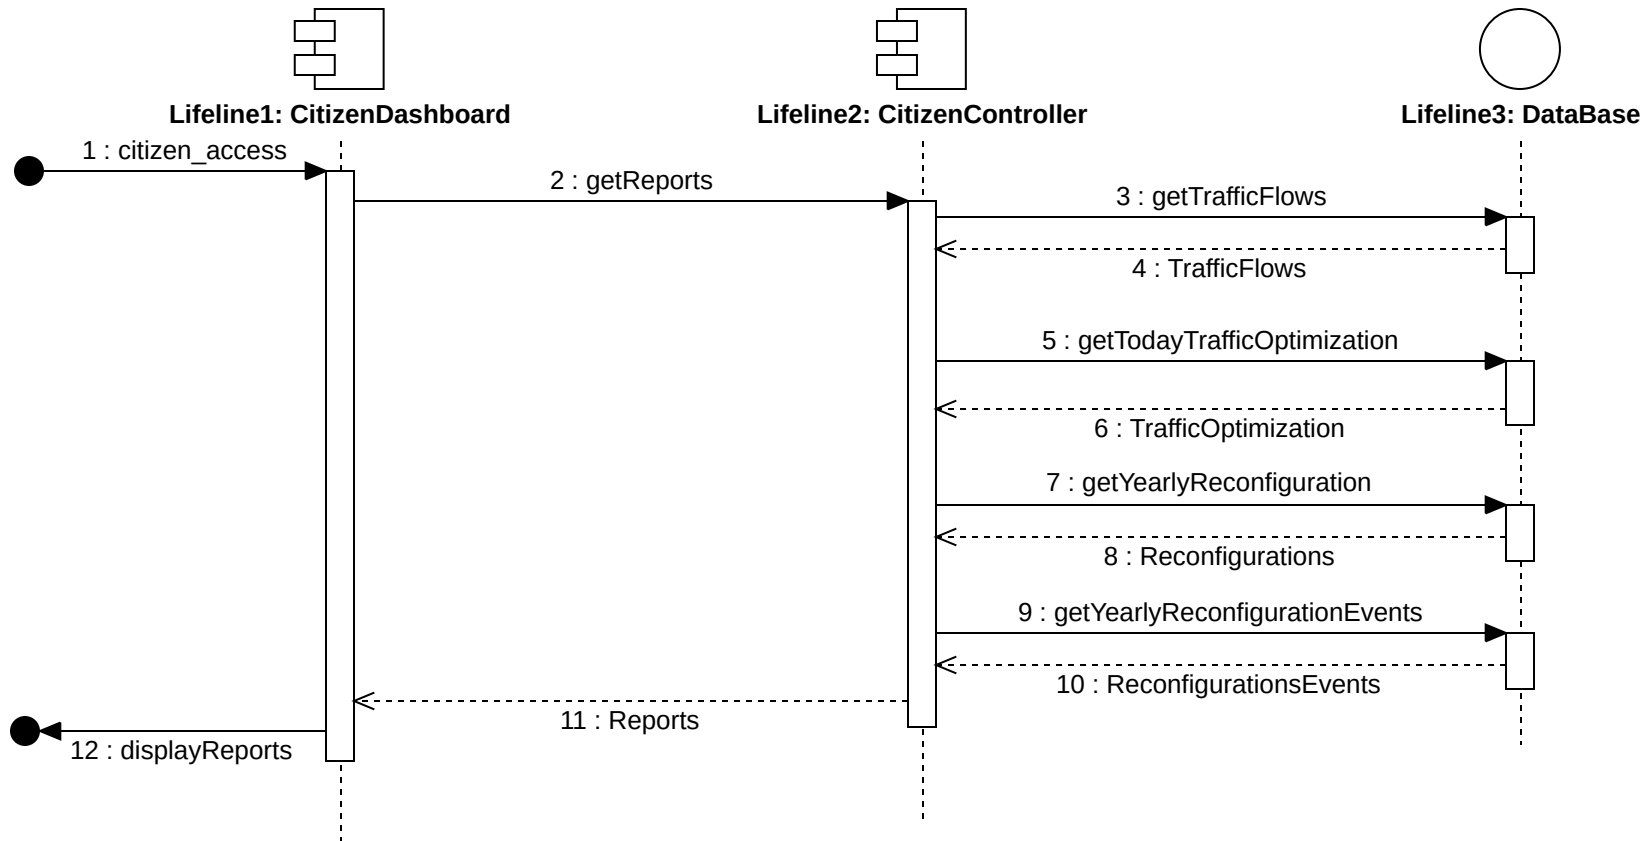 Lifeline1: CitizenDashboard
Lifeline2: CitizenController
Lifeline3: DataBase
1 : citizen_access
2 : getReports
3 : getTrafficFlows
4 : TrafficFlows
5 : getTodayTrafficOptimization
6 : TrafficOptimization
7 : getYearlyReconfiguration
8 : Reconfigurations
9 : getYearlyReconfigurationEvents
10 : ReconfigurationsEvents
11 : Reports
12 : displayReports